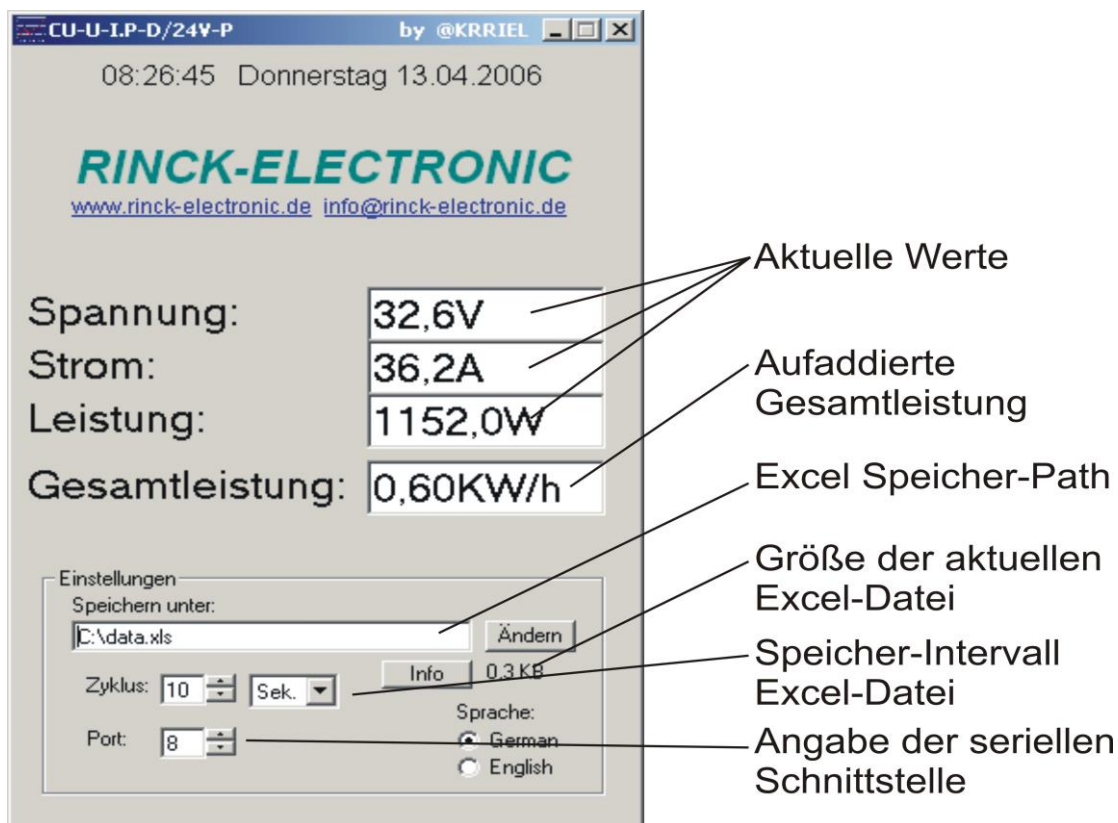 CU-U-I.P-D/24V-P by @KRRIEL
08:26:45 Donnerstag 13.04.2006
RINCK-ELECTRONIC
www.rinck-electronic.de info@rinck-electronic.de
Aktuelle Werte
Spannung: 32,6V
Strom: 36,2A
Leistung: 1152,0W
Gesamtleistung: 0,60KW/h
Aufaddierte
Gesamtleistung
Excel Speicher-Path
Größe der aktuellen
Excel-Datei
Speicher-Intervall
Excel-Datei
Angabe der seriellen
Schnittstelle
Einstellungen
Speichern unter:
C:\data.xls Ändern
Info 0,3 KB
Zyklus: 10 Sek.
Sprache:
Port: 8
German
English